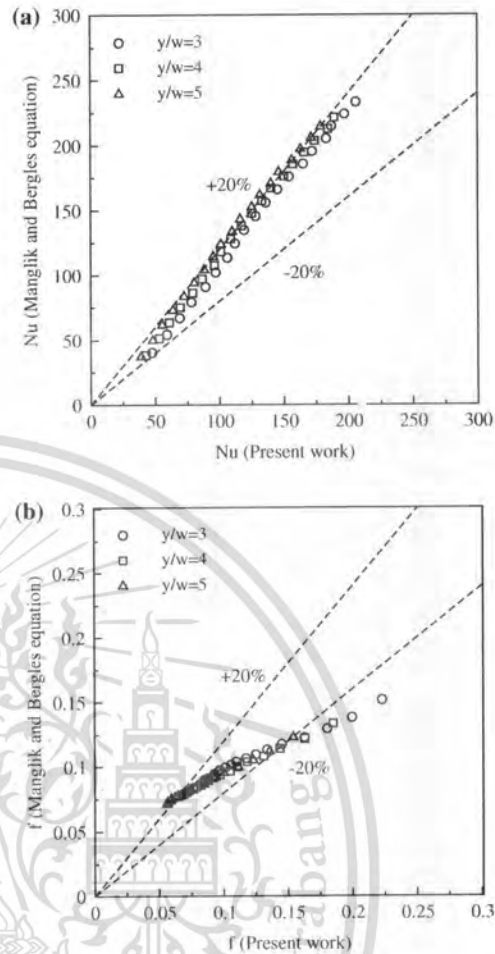 (a)
300
250
200
150
100
50
0
Nu (Manglik and Bergles equation)
y/w=3
y/w=4
y/w=5
+20%
-20%
0 50 100 150 200 250 300
Nu (Present work)
(b)
0.3
0.25
0.2
0.15
0.1
0.05
0
f (Manglik and Bergles equation)
y/w=3
y/w=4
y/w=5
+20%
-20%
0 0.05 0.1 0.15 0.2 0.25 0.3
f (Present work)
rabang